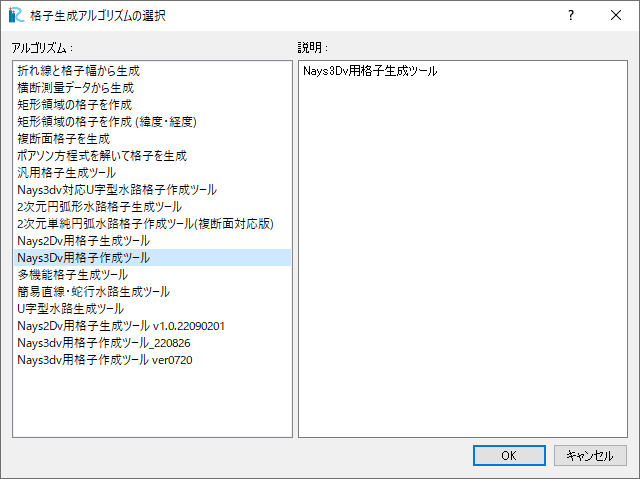 格子生成アルゴリズムの選択
アルゴリズム :
説明 :
折れ線と格子幅から生成
横断測量データから生成
矩形領域の格子を作成
矩形領域の格子を作成 (緯度・経度)
複断面格子を生成
ポアソン方程式を解いて格子を生成
汎用格子生成ツール
Nays3dv対応U字型水路格子作成ツール
2次元円弧形水路格子生成ツール
2次元単純円弧水路格子作成ツール(複断面対応版)
Nays2Dv用格子生成ツール
Nays3Dv用格子作成ツール
多機能格子生成ツール
簡易直線・蛇行水路生成ツール
U字型水路生成ツール
Nays2Dv用格子生成ツール v1.0.22090201
Nays3dv用格子作成ツール_220826
Nays3dv用格子作成ツール ver0720
Nays3Dv用格子生成ツール
OK
キャンセル